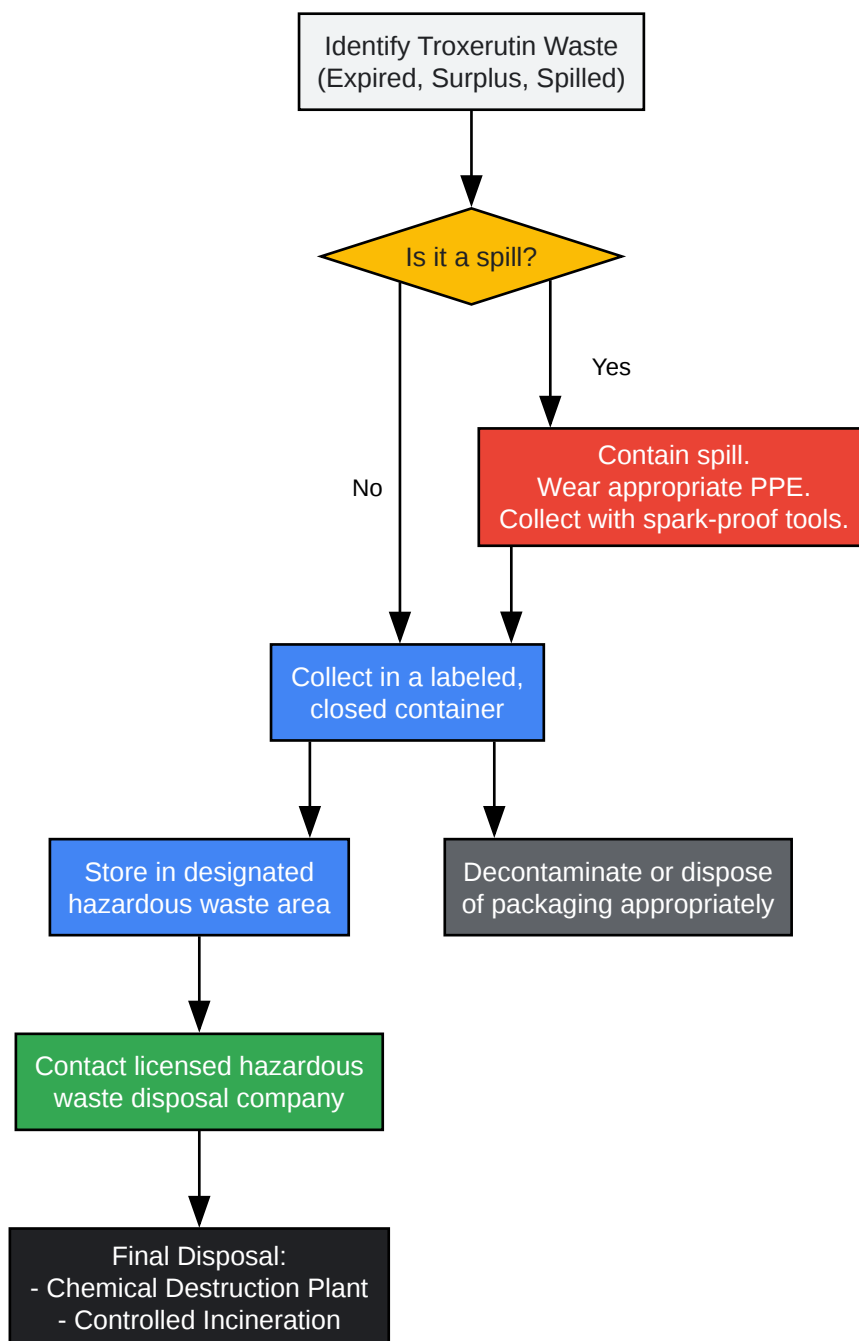 Identify Troxerutin Waste
(Expired, Surplus, Spilled)
Is it a spill?
Yes
Contain spill.
Wear appropriate PPE.
Collect with spark-proof tools.
No
Collect in a labeled,
closed container
Store in designated
hazardous waste area
Decontaminate or dispose
of packaging appropriately
Contact licensed hazardous
waste disposal company
Final Disposal:
- Chemical Destruction Plant
- Controlled Incineration